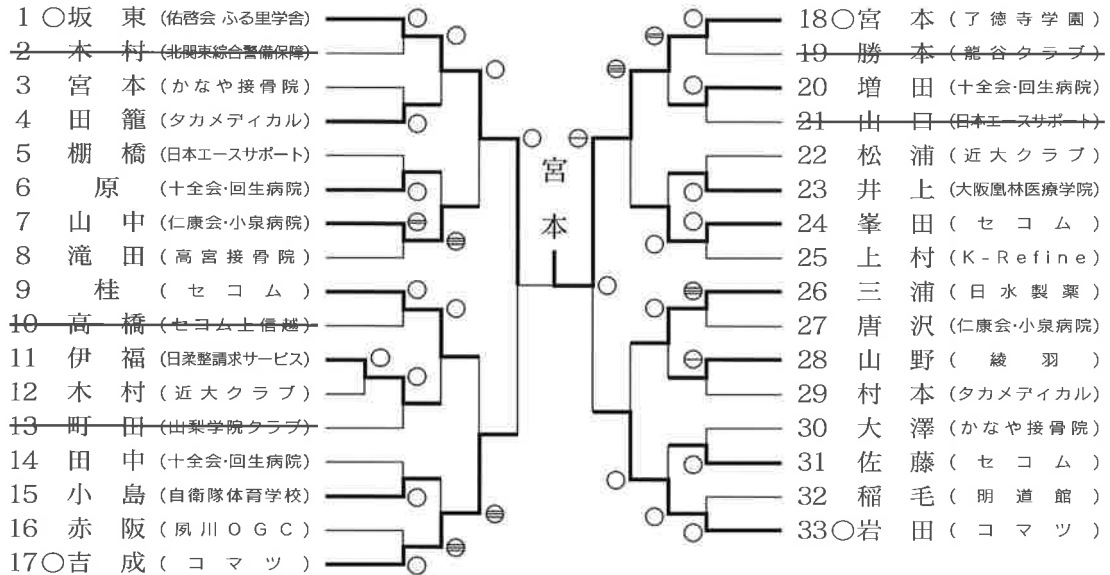 1 ○坂東 (佑啓会 ふる里学舎)
2 木村 (北関東綜合警備保障)
3 宮本 (かなや接骨院)
4 田籠 (タカメディカル)
5 棚橋 (日本エースサポート)
6 原 (十全会・回生病院)
7 山中 (仁康会・小泉病院)
8 滝田 (高宮接骨院)
9 桂 (セコム)
10 高橋 (セコム上信越)
11 伊福 (日柔整請求サービス)
12 木村 (近大クラブ)
13 町田 (山梨学院クラブ)
14 田中 (十全会・回生病院)
15 小島 (自衛隊体育学校)
16 赤阪 (夙川OGC)
17○吉成 (コマツ)
宮本
18○宮本 (了徳寺学園)
19 勝本 (龍谷クラブ)
20 増田 (十全会・回生病院)
21 山口 (日本エースサポート)
22 松浦 (近大クラブ)
23 井上 (大阪凰林医療学院)
24 峯田 (セコム)
25 上村 (K-Refine)
26 三浦 (日水製薬)
27 唐沢 (仁康会・小泉病院)
28 山野 (綾羽)
29 村本 (タカメディカル)
30 大澤 (かなや接骨院)
31 佐藤 (セコム)
32 稲毛 (明道館)
33○岩田 (コマツ)